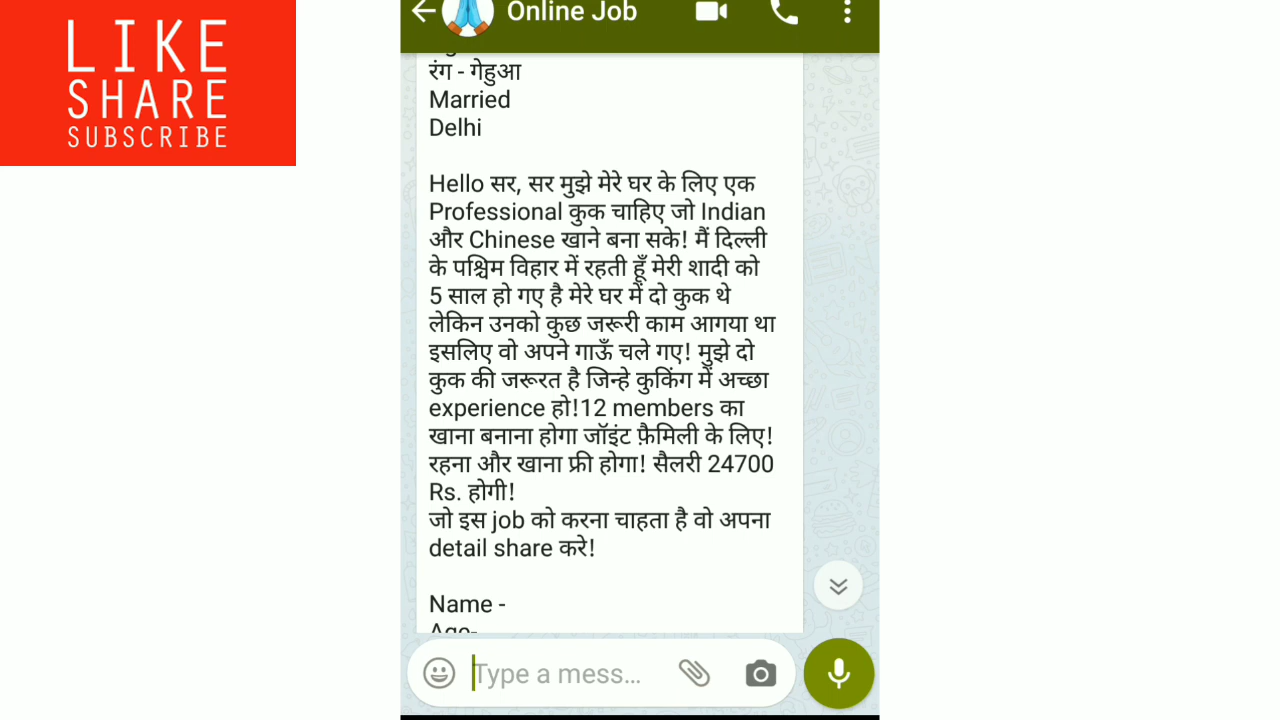 LIKE
SHARE
SUBSCRIBE
Online Job
रंग - गेहुआ
Married
Delhi
Hello सर, सर मुझे मेरे घर के लिए एक
Professional कुक चाहिए जो Indian
और Chinese खाने बना सके! मैं दिल्ली
के पश्चिम विहार में रहती हूँ मेरी शादी को
5 साल हो गए है मेरे घर में दो कुक थे
लेकिन उनको कुछ जरूरी काम आगया था
इसलिए वो अपने गाऊँ चले गए! मुझे दो
कुक की जरूरत है जिन्हे कुकिंग में अच्छा
experience हो!12 members का
खाना बनाना होगा जॉइंट फ़ैमिली के लिए!
रहना और खाना फ्री होगा! सैलरी 24700
Rs. होगी!
जो इस job को करना चाहता है वो अपना
detail share करे!
Name -
Age-
Type a mess...